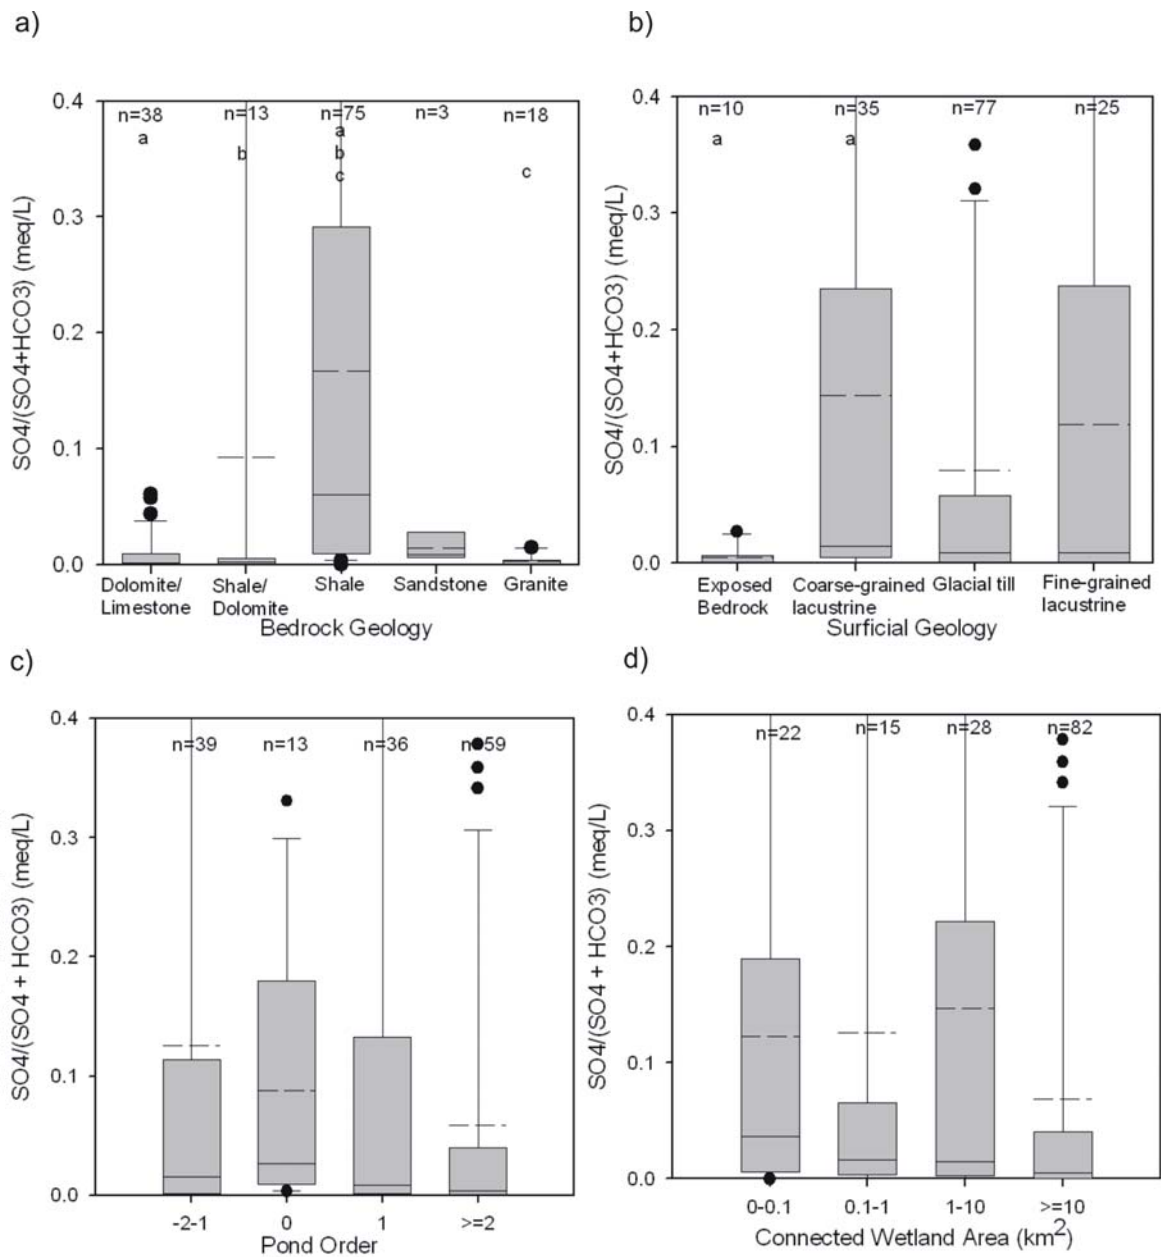 a)
SO4/(SO4+HCO3) (meq/L)
0.4
0.3
0.2
0.1
0.0
n=38
n=13
n=75
n=3
n=18
a
b
a
b
c
c
Dolomite/
Limestone
Shale/
Dolomite
Shale
Sandstone
Granite
Bedrock Geology
b)
SO4/(SO4+HCO3) (meq/L)
0.4
0.3
0.2
0.1
0.0
n=10
n=35
n=77
n=25
a
a
Exposed
Bedrock
Coarse-grained
lacustrine
Glacial till
Fine-grained
lacustrine
Surficial Geology
c)
SO4/(SO4 + HCO3) (meq/L)
0.4
0.3
0.2
0.1
0.0
n=39
n=13
n=36
n=59
-2-1
0
1
>=2
Pond Order
d)
SO4/(SO4 + HCO3) (meq/L)
0.4
0.3
0.2
0.1
0.0
n=22
n=15
n=28
n=82
0-0.1
0.1-1
1-10
>=10
Connected Wetland Area (km2)